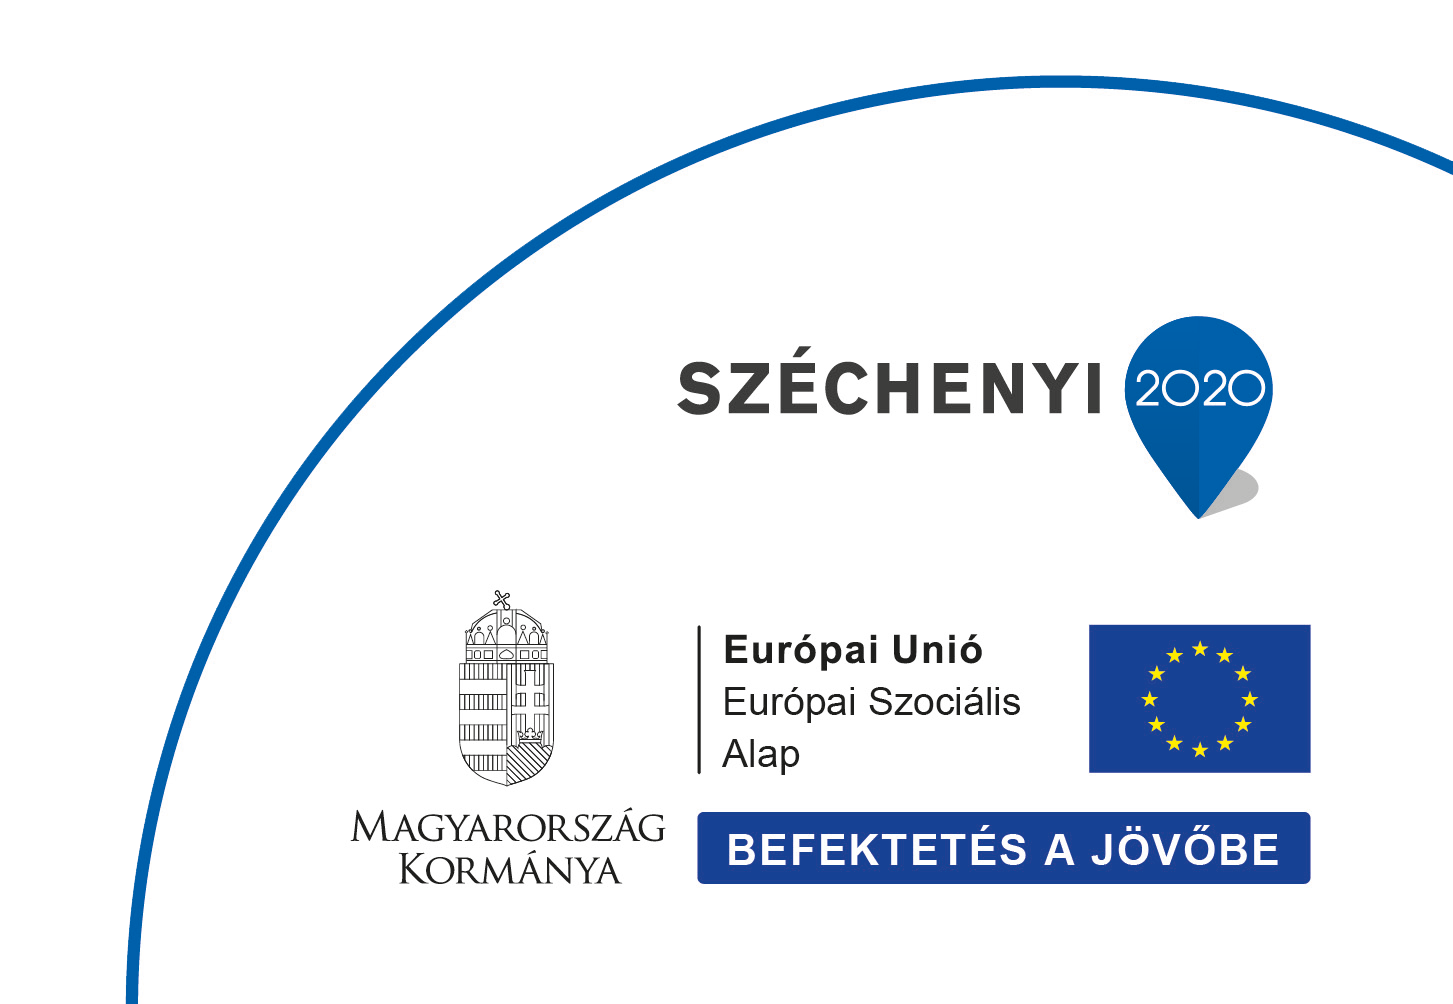 SZÉCHENYI 2020
Európai Unió
Európai Szociális
Alap
MAGYARORSZÁG
KORMÁNYA
BEFEKTETÉS A JÖVŐBE